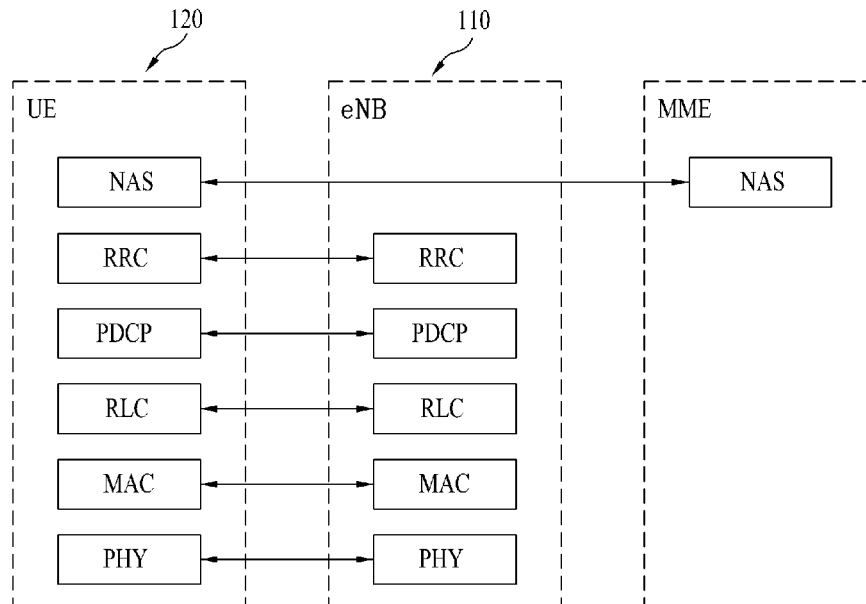 120 110
UE eNB MME
NAS NAS
RRC RRC
PDCP PDCP
RLC RLC
MAC MAC
PHY PHY